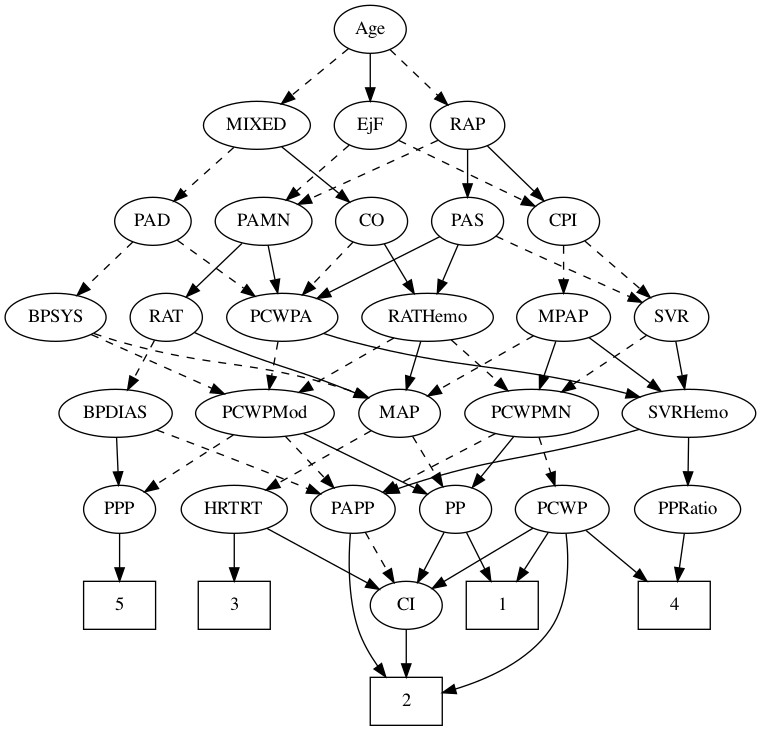 Age
MIXED
EjF
RAP
PAD
PAMN
CO
PAS
CPI
BPSYS
RAT
PCWPA
RATHemo
MPAP
SVR
BPDIAS
PCWPMod
MAP
PCWPMN
SVRHemo
PPP
HRTRT
PAPP
PP
PCWP
PPRatio
5
3
CI
1
4
2